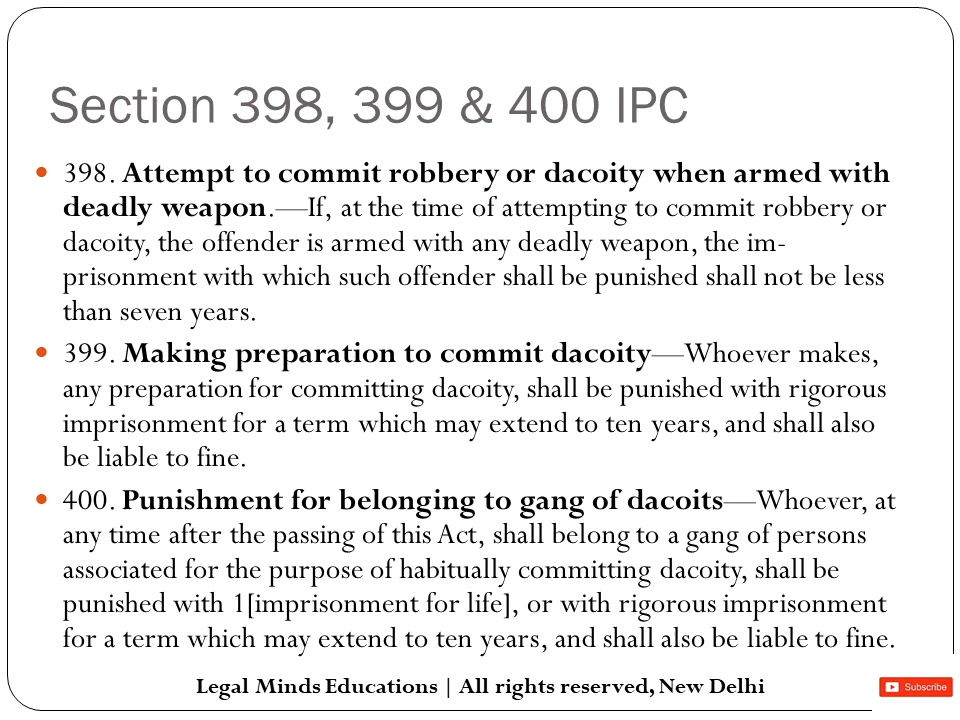 Section 398, 399 & 400 IPC
• 398. Attempt to commit robbery or dacoity when armed with
deadly weapon.—If, at the time of attempting to commit robbery or
dacoity, the offender is armed with any deadly weapon, the im-
prisonment with which such offender shall be punished shall not be less
than seven years.
• 399. Making preparation to commit dacoity—Whoever makes,
any preparation for committing dacoity, shall be punished with rigorous
imprisonment for a term which may extend to ten years, and shall also
be liable to fine.
• 400. Punishment for belonging to gang of dacoits—Whoever, at
any time after the passing of this Act, shall belong to a gang of persons
associated for the purpose of habitually committing dacoity, shall be
punished with 1[imprisonment for life], or with rigorous imprisonment
for a term which may extend to ten years, and shall also be liable to fine.
Legal Minds Educations | All rights reserved, New Delhi
Subscribe